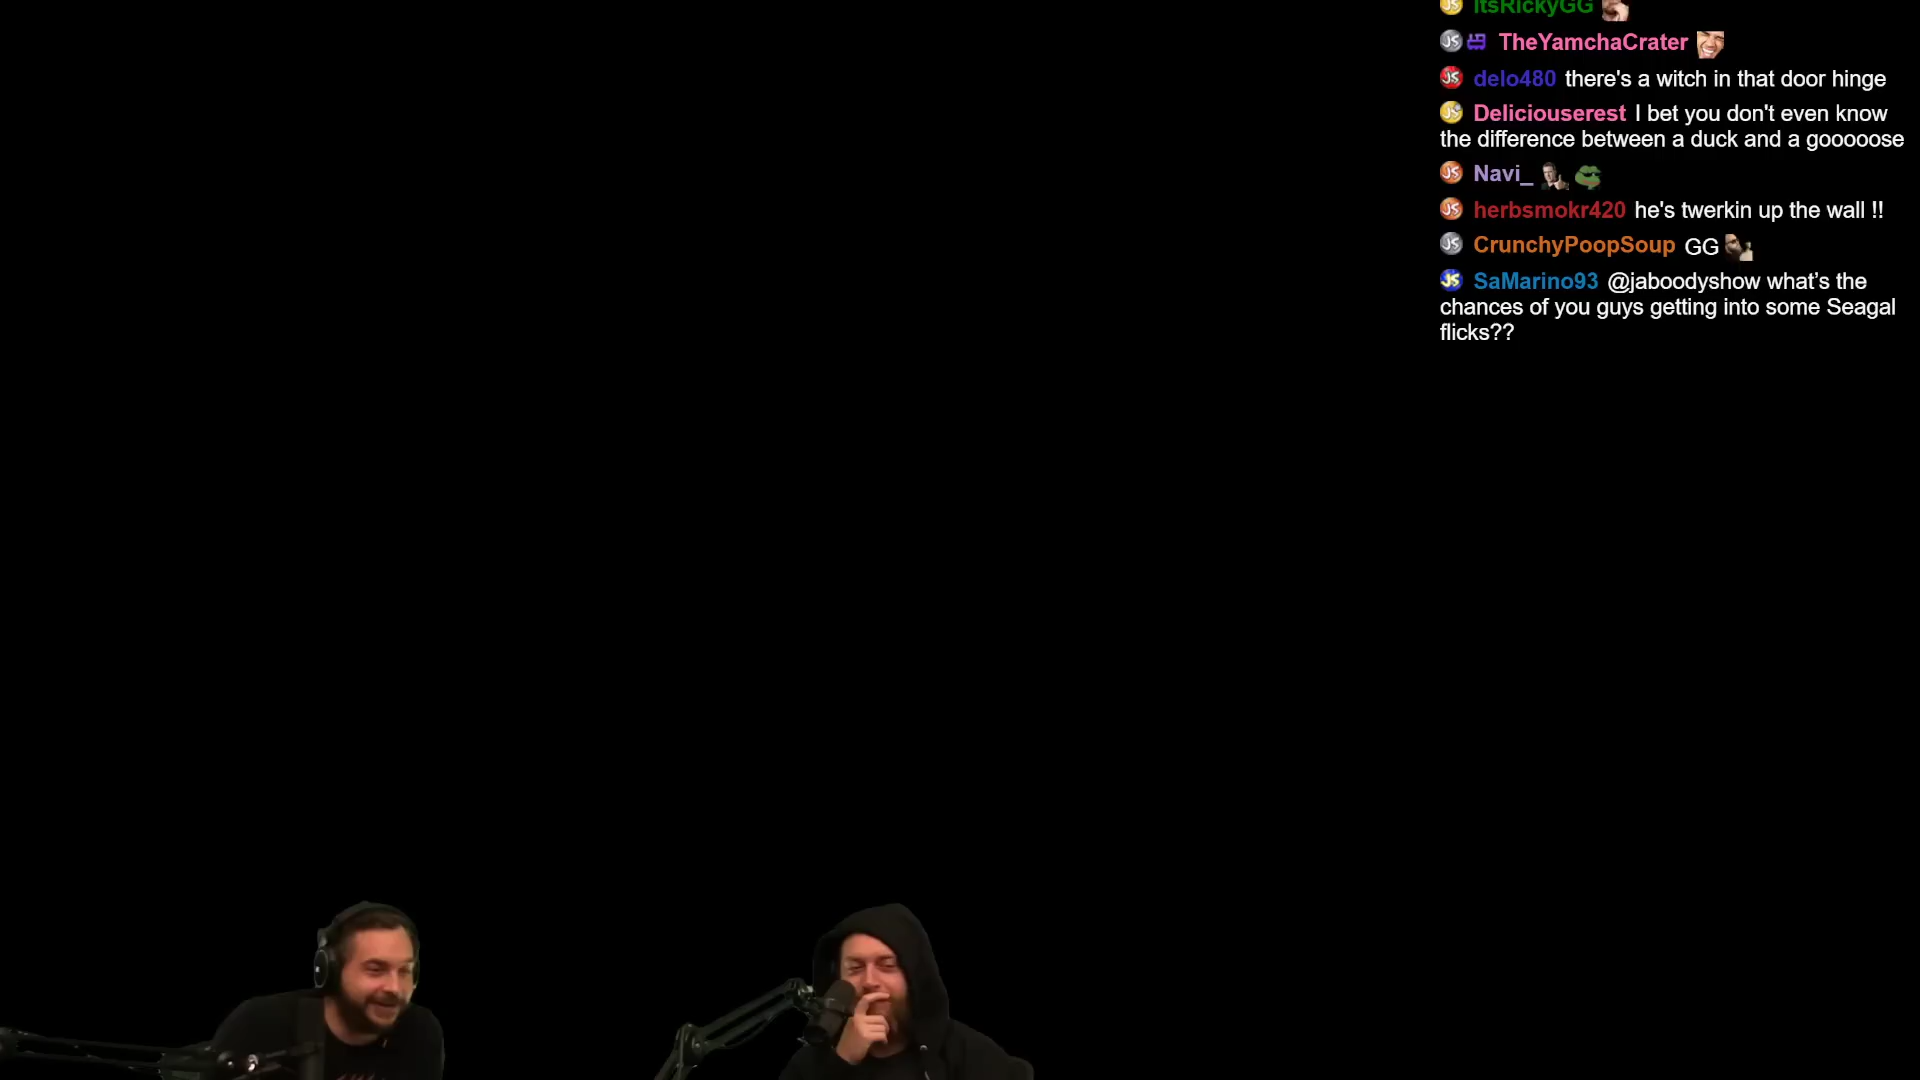 ItsRickyGG
TheYamchaCrater
delo480 there's a witch in that door hinge
Deliciouserest I bet you don't even know
the difference between a duck and a gooooose
Navi_
herbsmokr420 he's twerkin up the wall !!
CrunchyPoopSoup GG
SaMarino93 @jaboodyshow what’s the
chances of you guys getting into some Seagal
flicks??